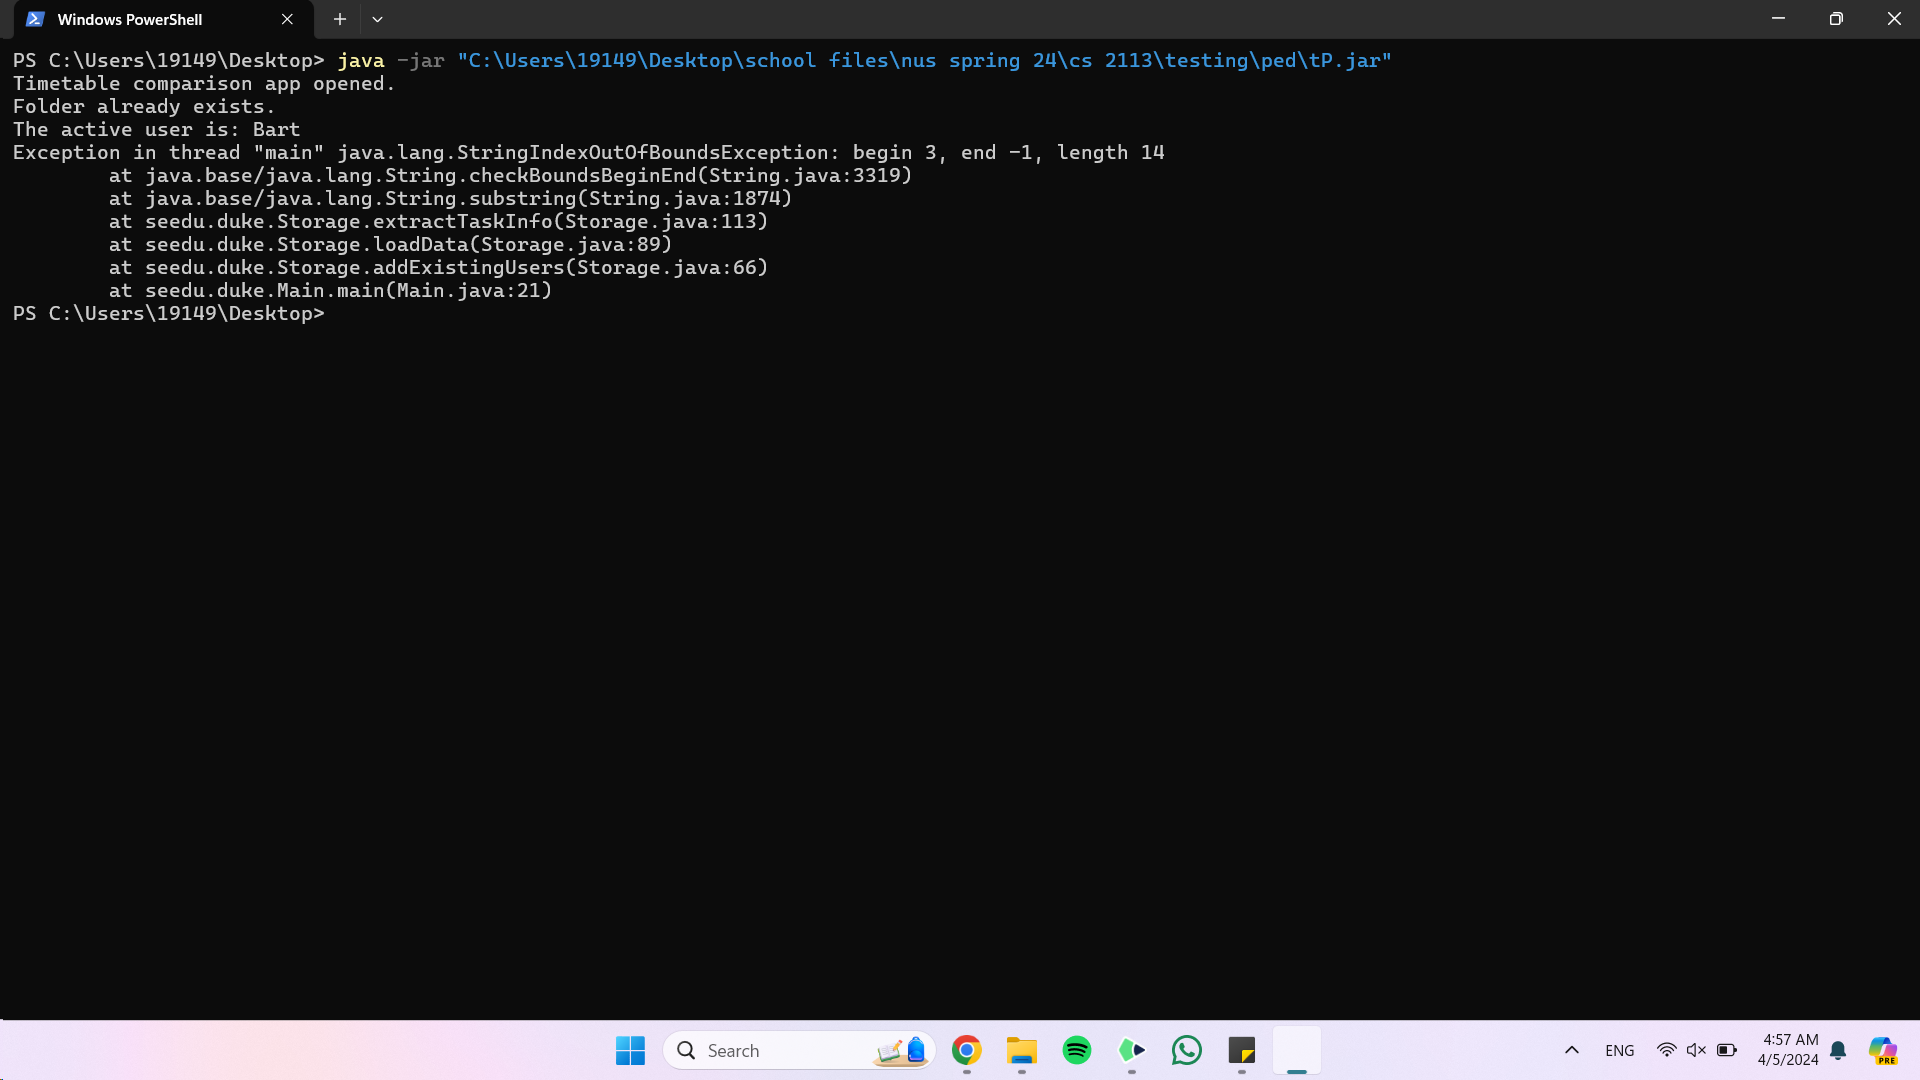 Windows PowerShell
PS C:\Users\19149\Desktop> java -jar "C:\Users\19149\Desktop\school files\nus spring 24\cs 2113\testing\ped\tP.jar"
Timetable comparison app opened.
Folder already exists.
The active user is: Bart
Exception in thread "main" java.lang.StringIndexOutOfBoundsException: begin 3, end -1, length 14
        at java.base/java.lang.String.checkBoundsBeginEnd(String.java:3319)
        at java.base/java.lang.String.substring(String.java:1874)
        at seedu.duke.Storage.extractTaskInfo(Storage.java:113)
        at seedu.duke.Storage.loadData(Storage.java:89)
        at seedu.duke.Storage.addExistingUsers(Storage.java:66)
        at seedu.duke.Main.main(Main.java:21)
PS C:\Users\19149\Desktop>
Search
ENG
4:57 AM
4/5/2024
PRE